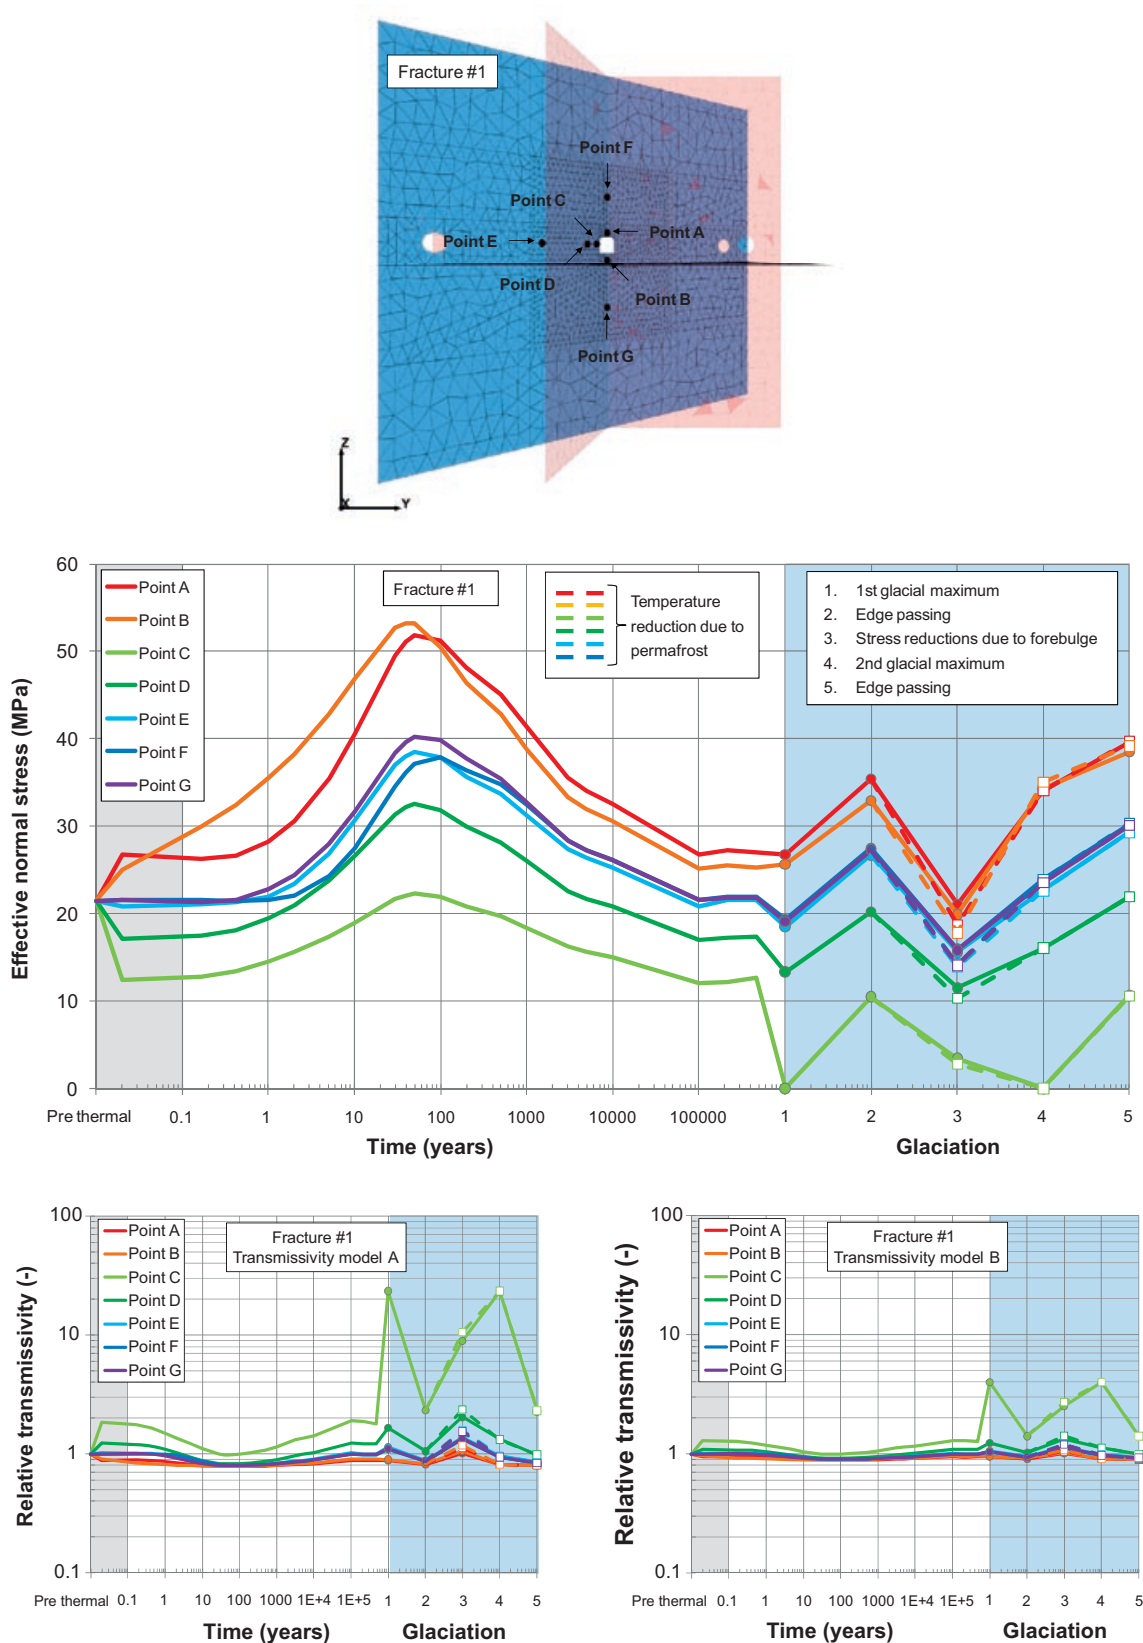 Fracture #1
Point F
Point C
Point A
Point E
Point D
Point B
Point G
Z
X
Y
60
50
40
30
20
10
0
Effective normal stress (MPa)
Point A
Point B
Point C
Point D
Point E
Point F
Point G
Fracture #1
Temperature
reduction due to
permafrost
1. 1st glacial maximum
2. Edge passing
3. Stress reductions due to forebulge
4. 2nd glacial maximum
5. Edge passing
Pre thermal 0.1 1 10 100 1000 10000 100000 1 2 3 4 5
Time (years) Glaciation
100
10
1
0.1
Relative transmissivity (-)
Point A
Point B
Point C
Point D
Point E
Point F
Point G
Fracture #1
Transmissivity model A
Pre thermal 0.1 1 10 100 1000 1E+4 1E+5 1 2 3 4 5
Time (years) Glaciation
100
10
1
0.1
Relative transmissivity (-)
Point A
Point B
Point C
Point D
Point E
Point F
Point G
Fracture #1
Transmissivity model B
Pre thermal 0.1 1 10 100 1000 1E+4 1E+5 1 2 3 4 5
Time (years) Glaciation